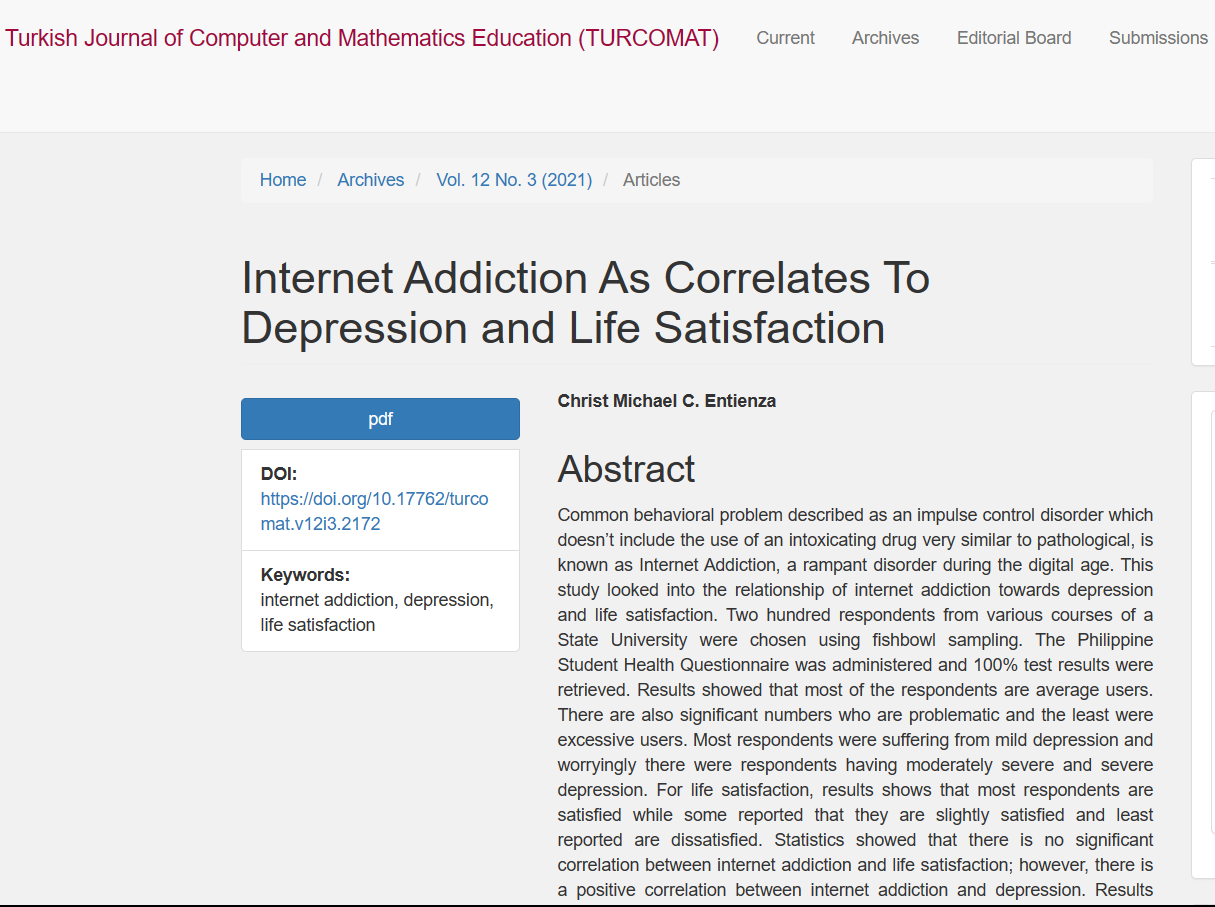 Turkish Journal of Computer and Mathematics Education (TURCOMAT) Current Archives Editorial Board Submissions
Home / Archives / Vol. 12 No. 3 (2021) / Articles
Internet Addiction As Correlates To
Depression and Life Satisfaction
pdf
DOI:
https://doi.org/10.17762/turco
mat.v12i3.2172
Keywords:
internet addiction, depression,
life satisfaction
Christ Michael C. Entienza
Abstract
Common behavioral problem described as an impulse control disorder which
doesn’t include the use of an intoxicating drug very similar to pathological, is
known as Internet Addiction, a rampant disorder during the digital age. This
study looked into the relationship of internet addiction towards depression
and life satisfaction. Two hundred respondents from various courses of a
State University were chosen using fishbowl sampling. The Philippine
Student Health Questionnaire was administered and 100% test results were
retrieved. Results showed that most of the respondents are average users.
There are also significant numbers who are problematic and the least were
excessive users. Most respondents were suffering from mild depression and
worryingly there were respondents having moderately severe and severe
depression. For life satisfaction, results shows that most respondents are
satisfied while some reported that they are slightly satisfied and least
reported are dissatisfied. Statistics showed that there is no significant
correlation between internet addiction and life satisfaction; however, there is
a positive correlation between internet addiction and depression. Results